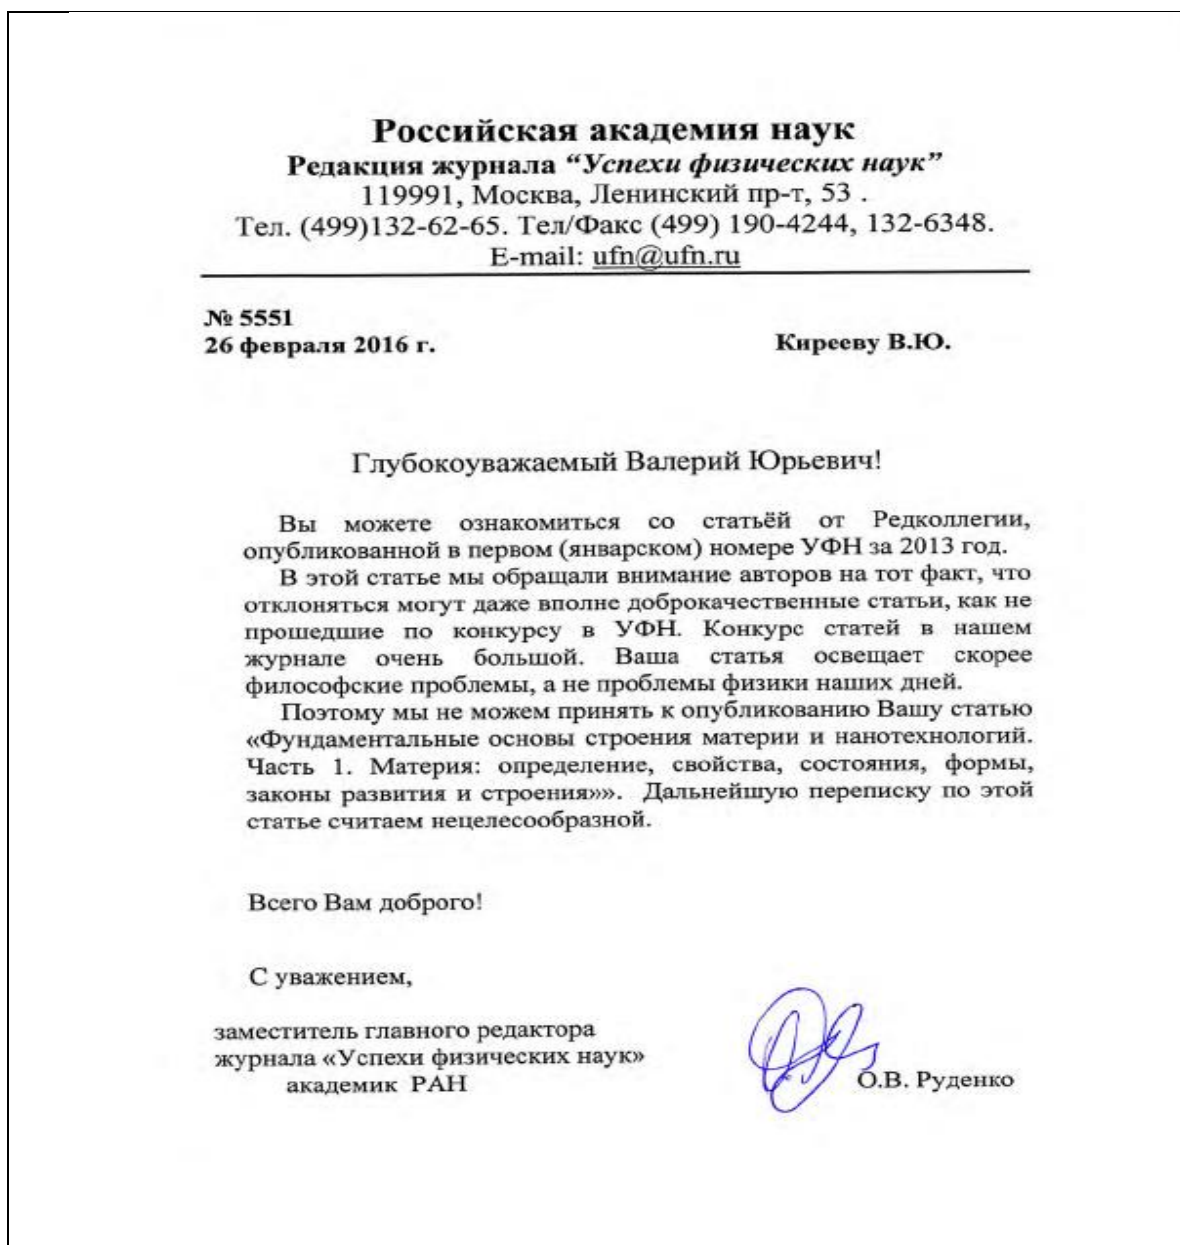 Российская академия наук
Редакция журнала “Успехи физических наук”
119991, Москва, Ленинский пр-т, 53 .
Тел. (499)132-62-65. Тел/Факс (499) 190-4244, 132-6348.
E-mail: ufn@ufn.ru
№ 5551
26 февраля 2016 г. Кирееву В.Ю.
Глубокоуважаемый Валерий Юрьевич!
Вы можете ознакомиться со статьёй от Редколлегии,
опубликованной в первом (январском) номере УФН за 2013 год.
В этой статье мы обращали внимание авторов на тот факт, что
отклоняться могут даже вполне доброкачественные статьи, как не
прошедшие по конкурсу в УФН. Конкурс статей в нашем
журнале очень большой. Ваша статья освещает скорее
философские проблемы, а не проблемы физики наших дней.
Поэтому мы не можем принять к опубликованию Вашу статью
«Фундаментальные основы строения материи и нанотехнологий.
Часть 1. Материя: определение, свойства, состояния, формы,
законы развития и строения»». Дальнейшую переписку по этой
статье считаем нецелесообразной.
Всего Вам доброго!
С уважением,
заместитель главного редактора
журнала «Успехи физических наук»
академик РАН О.В. Руденко